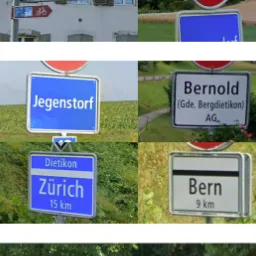 Jegenstorf
Bernold
(Gde. Bergdietikon)
AG
Dietikon
Zürich
15 km
Bern
9 km